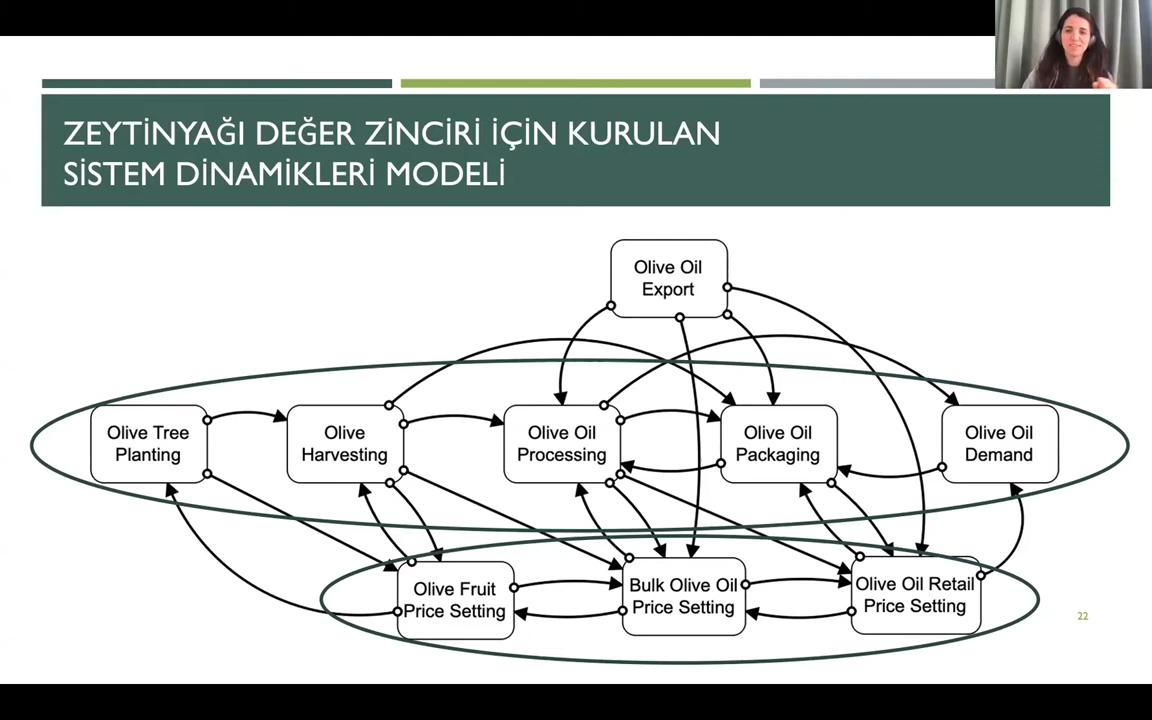 ZEYTİNYAĞI DEĞER ZİNCİRİ İÇİN KURULAN
SİSTEM DİNAMİKLERİ MODELİ
Olive Oil
Export
Olive Tree
Planting
Olive
Harvesting
Olive Oil
Processing
Olive Oil
Packaging
Olive Oil
Demand
Olive Fruit
Price Setting
Bulk Olive Oil
Price Setting
Olive Oil Retail
Price Setting
22